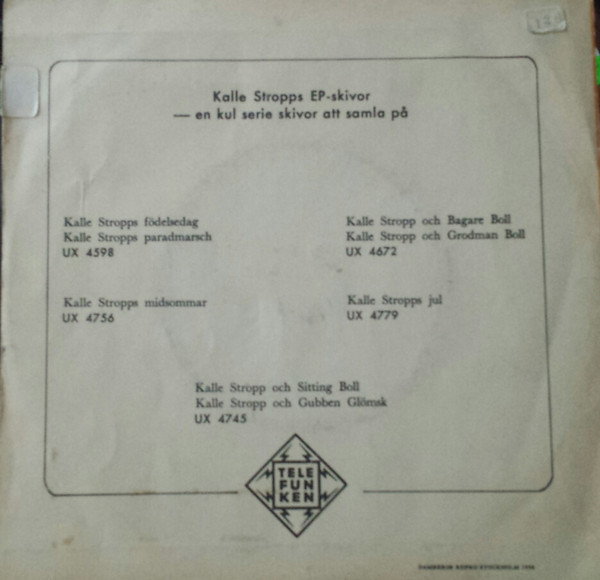 Kalle Stropps EP-skivor
— en kul serie skivor att samla på
Kalle Stropps födelsedag
Kalle Stropps paradmarsch
UX 4598
Kalle Stropp och Bagare Boll
Kalle Stropp och Grodman Boll
UX 4672
Kalle Stropps midsommar
UX 4756
Kalle Stropps jul
UX 4779
Kalle Stropp och Sitting Boll
Kalle Stropp och Gubben Glömsk
UX 4745
TELE
FUN
KEN